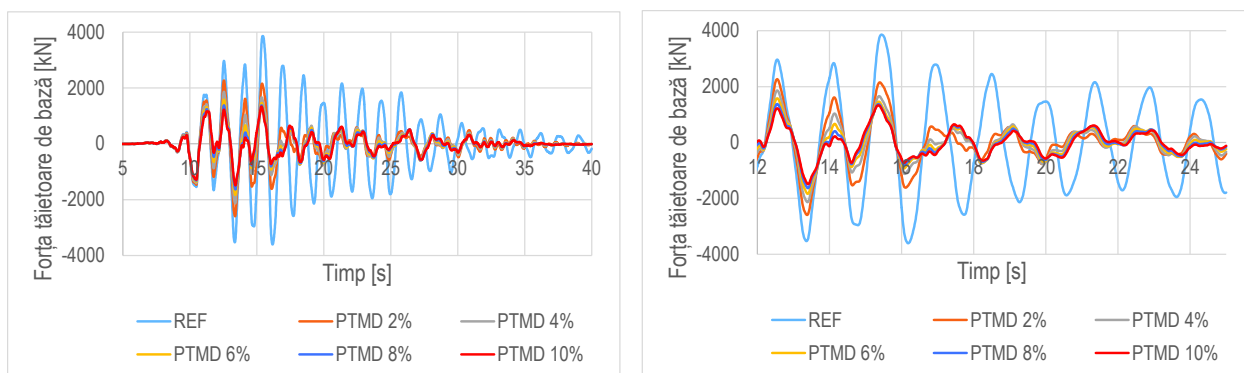 4000
2000
0
-2000
-4000
Forța tăietoare de bază [kN]
5 10 15 20 25 30 35 40
Timp [s]
REF PTMD 2% PTMD 4%
PTMD 6% PTMD 8% PTMD 10%
4000
2000
0
-2000
-4000
Forța tăietoare de bază [kN]
12 14 16 18 20 22 24
Timp [s]
REF PTMD 2% PTMD 4%
PTMD 6% PTMD 8% PTMD 10%